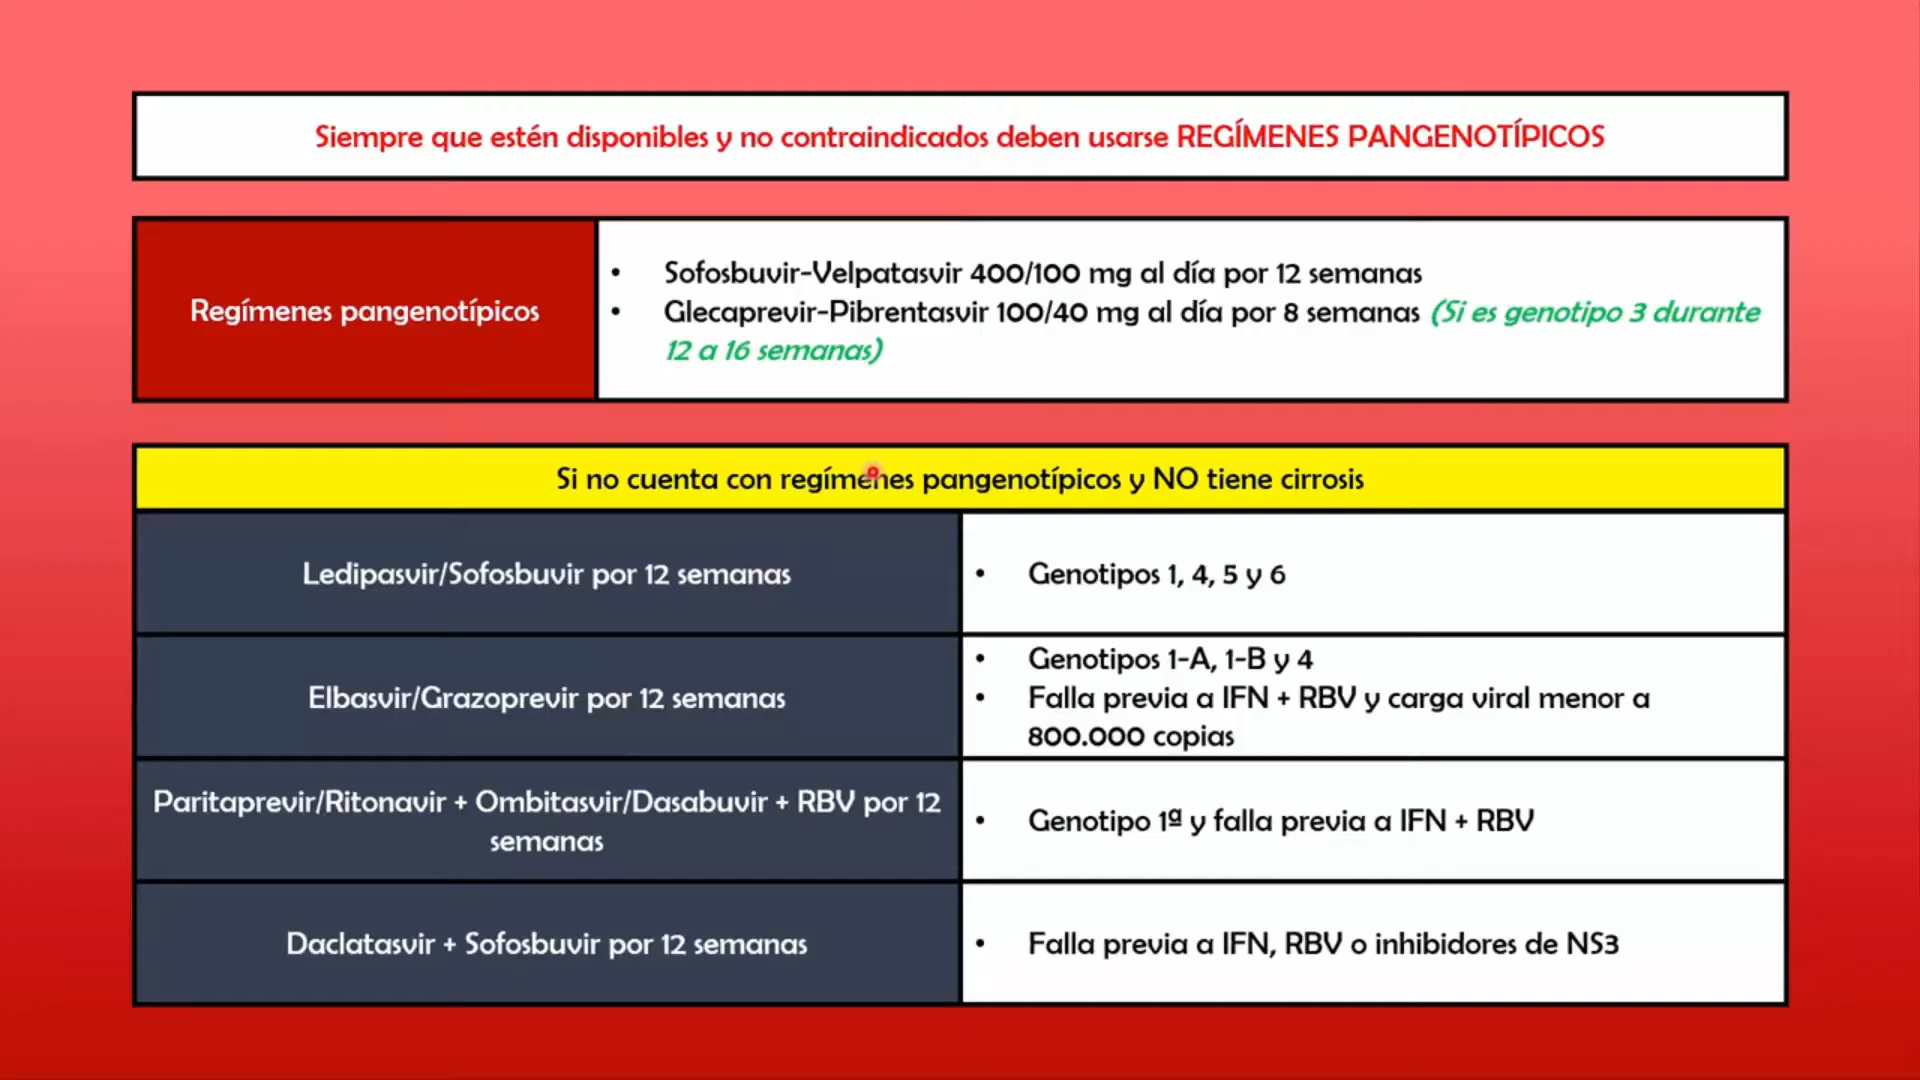 Siempre que estén disponibles y no contraindicados deben usarse REGÍMENES PANGENOTÍPICOS
Regímenes pangenotípicos
• Sofosbuvir-Velpatasvir 400/100 mg al día por 12 semanas
• Glecaprevir-Pibrentasvir 100/40 mg al día por 8 semanas (Si es genotipo 3 durante
12 a 16 semanas)
Si no cuenta con regímenes pangenotípicos y NO tiene cirrosis
Ledipasvir/Sofosbuvir por 12 semanas
• Genotipos 1, 4, 5 y 6
Elbasvir/Grazoprevir por 12 semanas
• Genotipos 1-A, 1-B y 4
• Falla previa a IFN + RBV y carga viral menor a
800.000 copias
Paritaprevir/Ritonavir + Ombitasvir/Dasabuvir + RBV por 12
semanas
• Genotipo 1ª y falla previa a IFN + RBV
Daclatasvir + Sofosbuvir por 12 semanas
• Falla previa a IFN, RBV o inhibidores de NS3